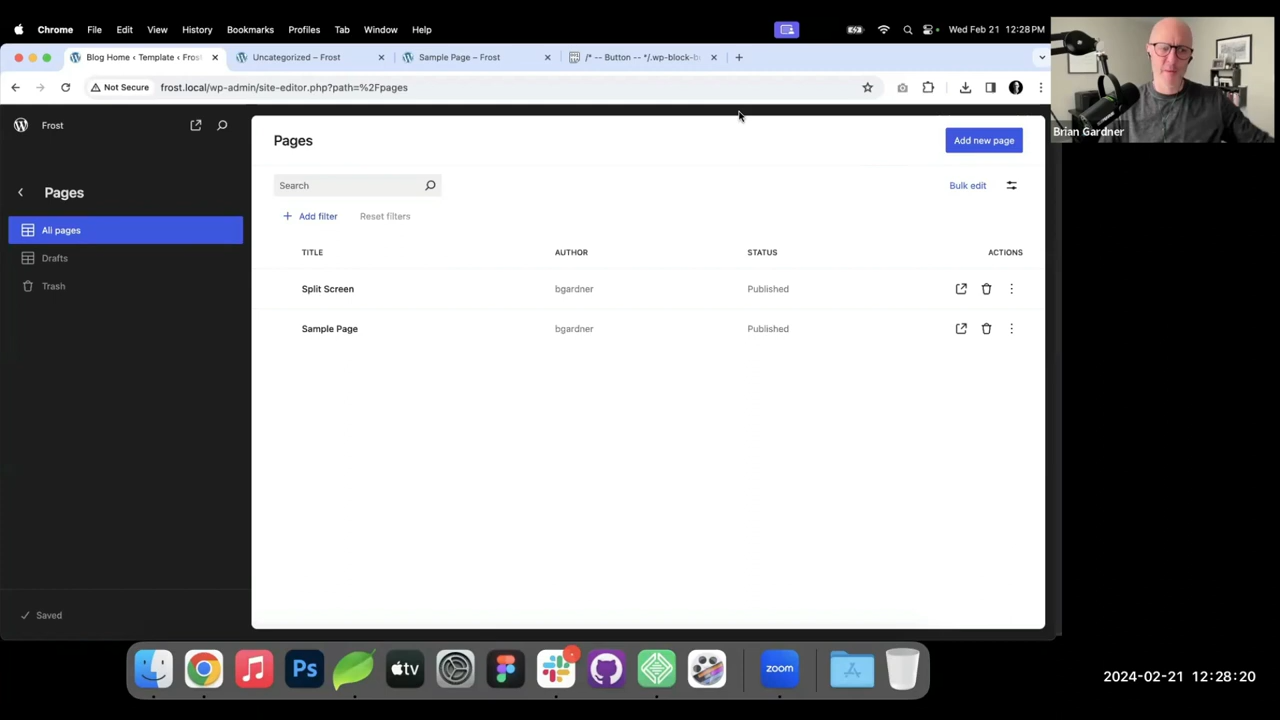 Chrome File Edit View History Bookmarks Profiles Tab Window Help Wed Feb 21 12:28 PM
Blog Home ‹ Template ‹ Frost Uncategorized – Frost Sample Page – Frost /* -- Button -- */.wp-block-b
Not Secure frost.local/wp-admin/site-editor.php?path=%2Fpages
Brian Gardner
Frost
Pages
All pages
Drafts
Trash
Saved
Pages
Add new page
Search
Bulk edit
Add filter Reset filters
TITLE AUTHOR STATUS ACTIONS
Split Screen bgardner Published
Sample Page bgardner Published
Ps tv zoom
2024-02-21 12:28:20